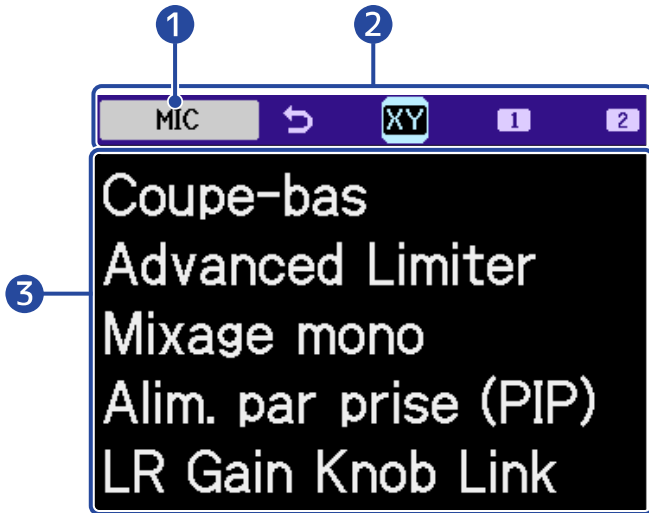 1 2
MIC XY 1 2
3
Coupe-bas
Advanced Limiter
Mixage mono
Alim. par prise (PIP)
LR Gain Knob Link